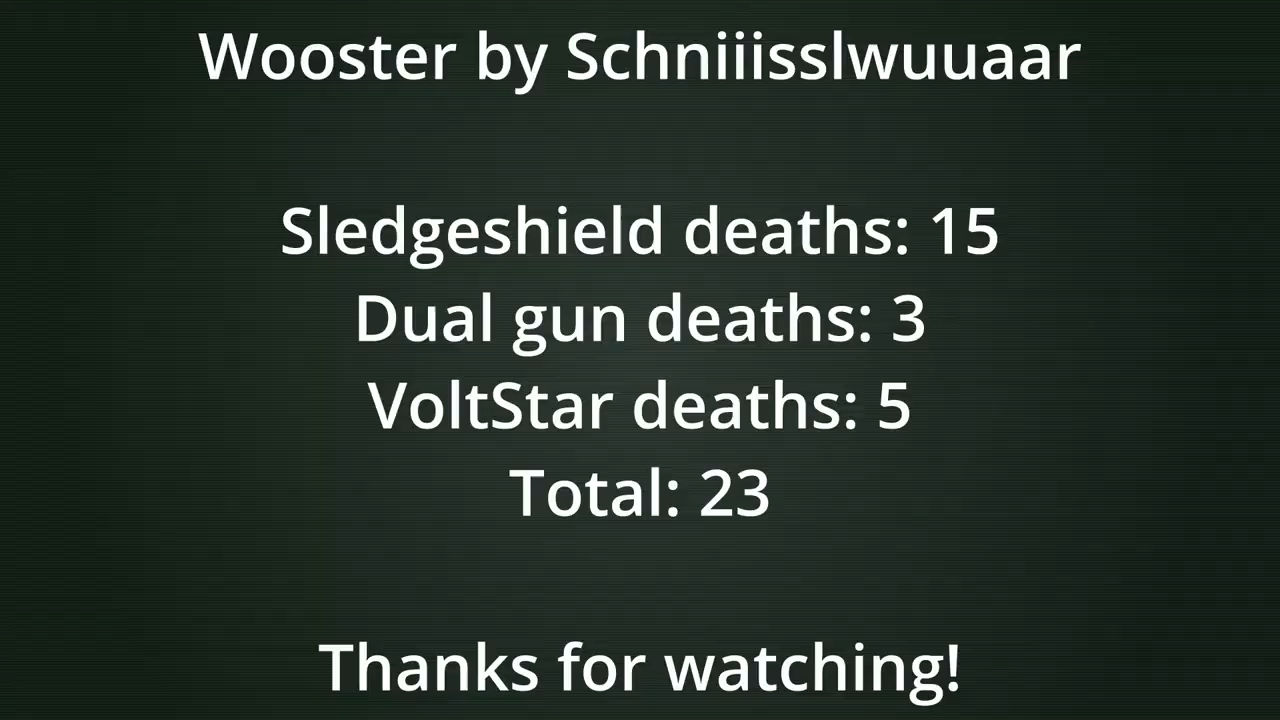 Wooster by Schniiisslwuuaar
Sledgeshield deaths: 15
Dual gun deaths: 3
VoltStar deaths: 5
Total: 23
Thanks for watching!